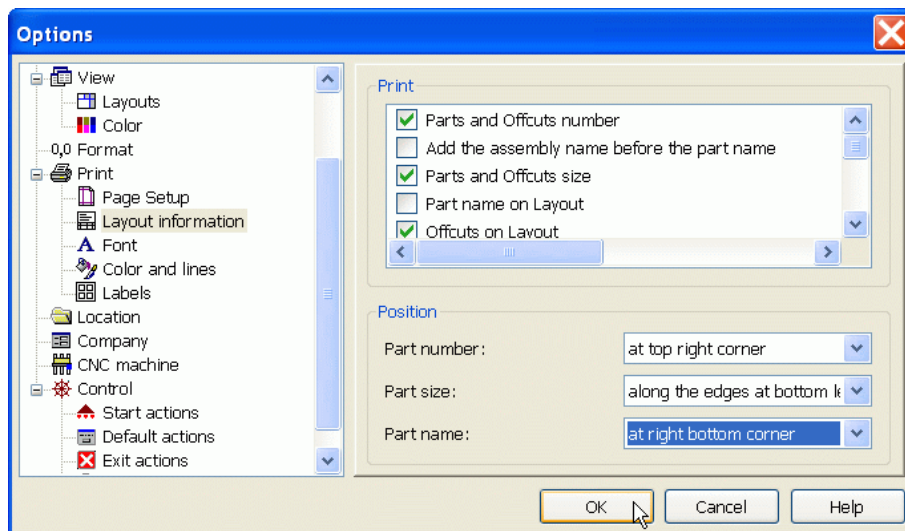 Options
View
Layouts
Color
0,0 Format
Print
Page Setup
Layout information
A Font
Color and lines
Labels
Location
Company
CNC machine
Control
Start actions
Default actions
Exit actions
Print
Parts and Offcuts number
Add the assembly name before the part name
Parts and Offcuts size
Part name on Layout
Offcuts on Layout
Position
Part number: at top right corner
Part size: along the edges at bottom
Part name: at right bottom corner
OK Cancel Help